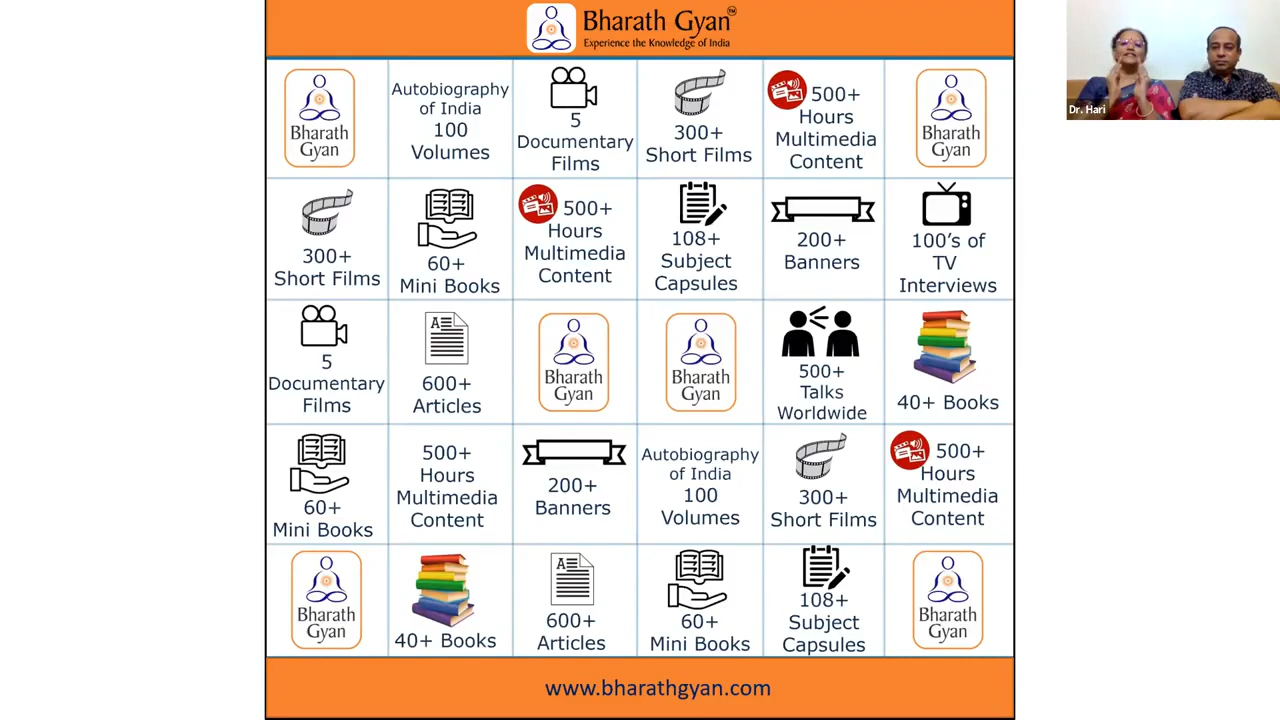 Bharath Gyan™
Experience the Knowledge of India
Dr. Hari
Bharath
Gyan
Autobiography
of India
100
Volumes
5
Documentary
Films
300+
Short Films
500+
Hours
Multimedia
Content
Bharath
Gyan
300+
Short Films
60+
Mini Books
500+
Hours
Multimedia
Content
108+
Subject
Capsules
200+
Banners
100's of
TV
Interviews
5
Documentary
Films
600+
Articles
Bharath
Gyan
Bharath
Gyan
500+
Talks
Worldwide
40+ Books
60+
Mini Books
500+
Hours
Multimedia
Content
200+
Banners
Autobiography
of India
100
Volumes
300+
Short Films
500+
Hours
Multimedia
Content
Bharath
Gyan
40+ Books
600+
Articles
60+
Mini Books
108+
Subject
Capsules
Bharath
Gyan
www.bharathgyan.com